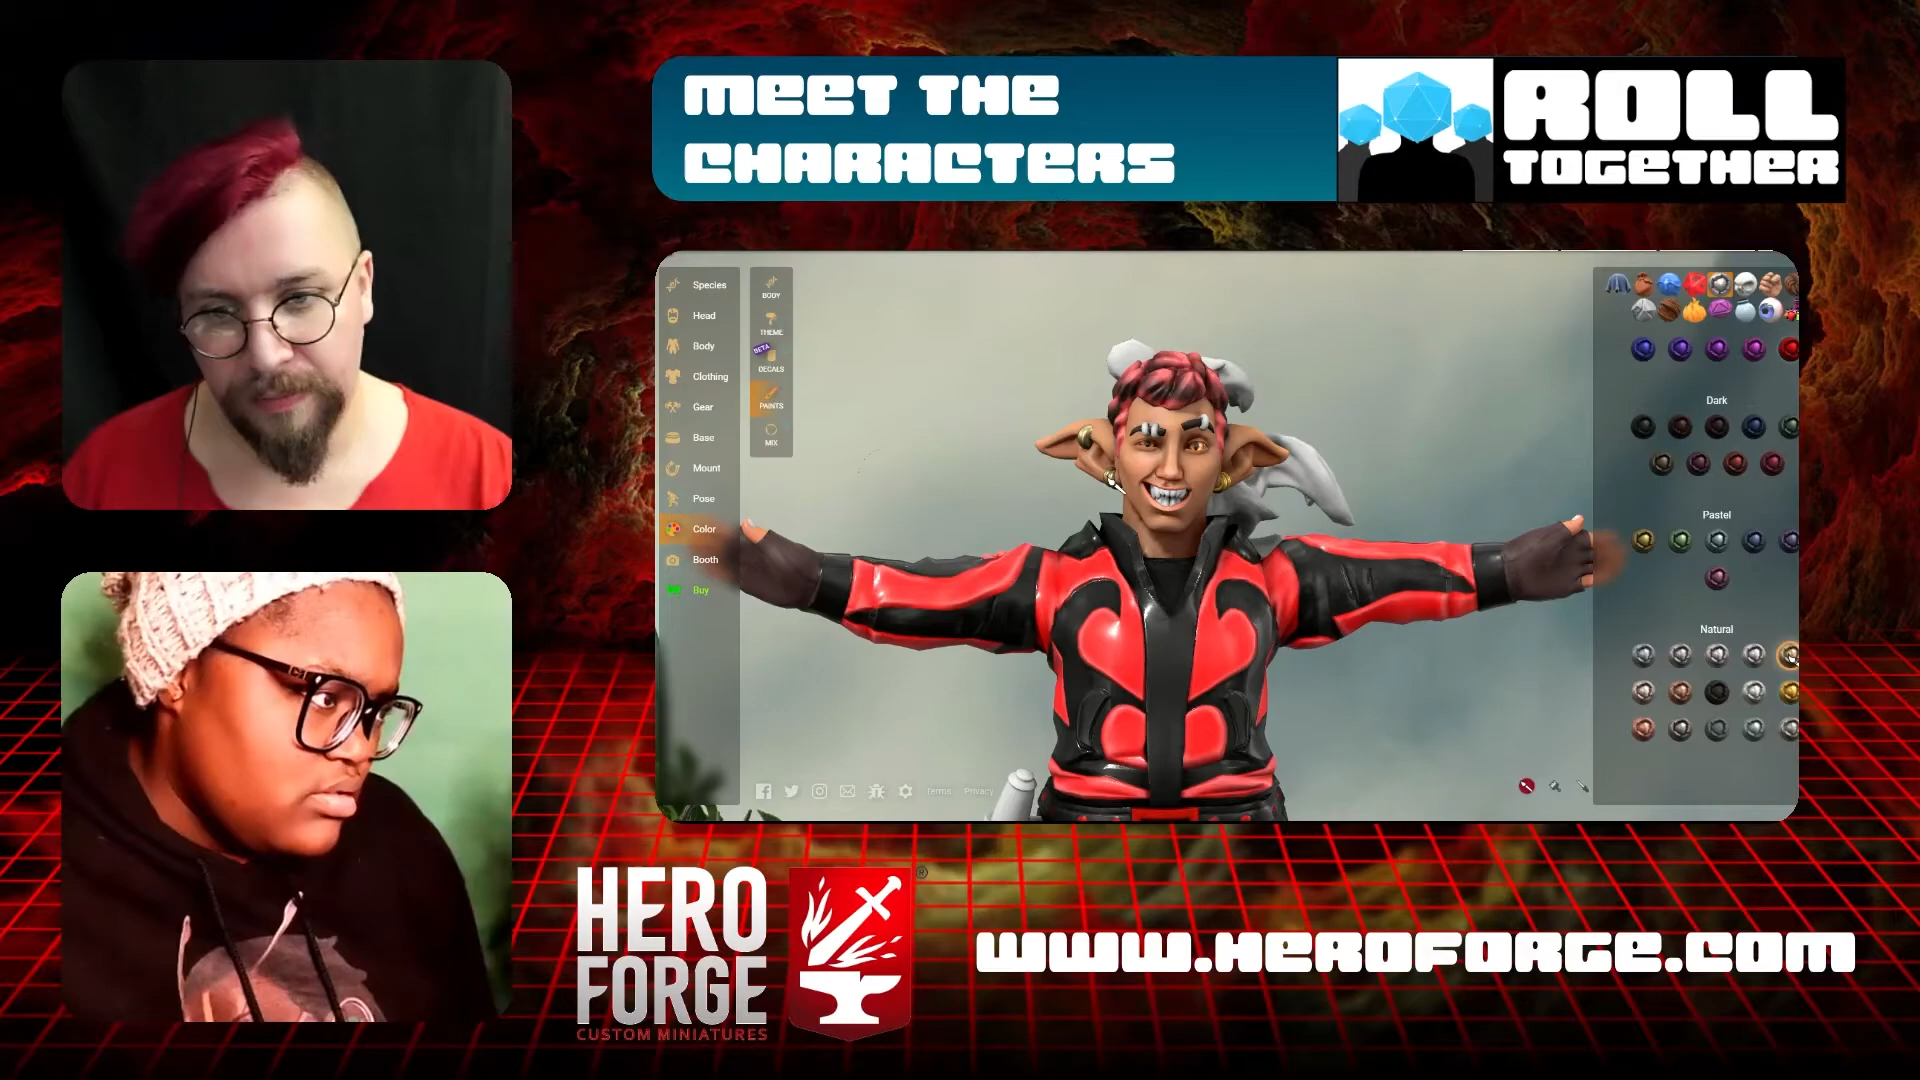 MEET THE
CHARACTERS
ROLL
TOGETHER
Species
Head
Body
Clothing
Gear
Base
Mount
Pose
Color
Booth
Buy
BODY
THEME
BETA
DECALS
PAINTS
MIX
Dark
Pastel
Natural
Terms
Privacy
HERO
FORGE
®
CUSTOM MINIATURES
www.HEROFORGE.com